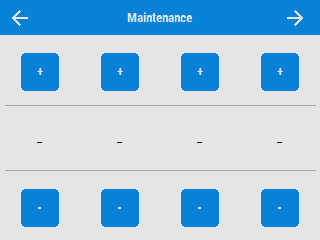 Maintenance
+ + + +
– – – –
- - - -